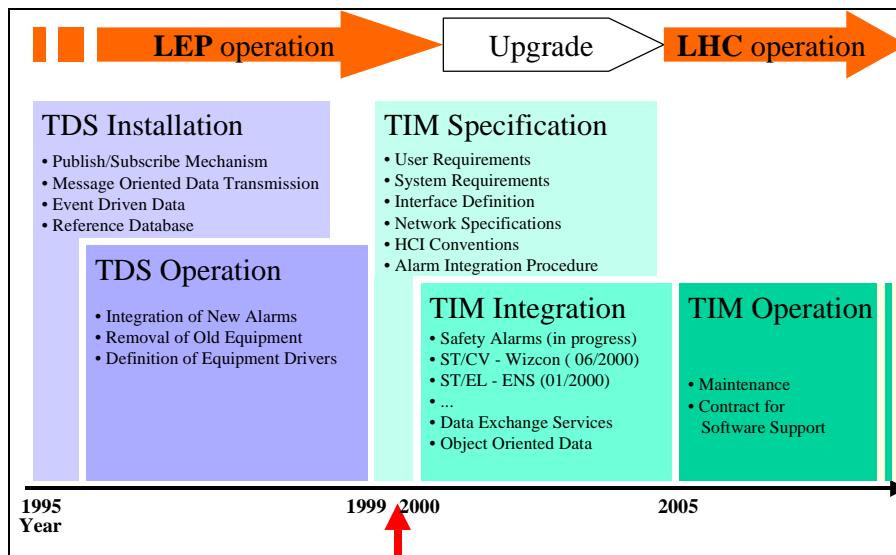 LEP operation
Upgrade
LHC operation
TDS Installation
• Publish/Subscribe Mechanism
• Message Oriented Data Transmission
• Event Driven Data
• Reference Database
TIM Specification
• User Requirements
• System Requirements
• Interface Definition
• Network Specifications
• HCI Conventions
• Alarm Integration Procedure
TDS Operation
• Integration of New Alarms
• Removal of Old Equipment
• Definition of Equipment Drivers
TIM Integration
• Safety Alarms (in progress)
• ST/CV - Wizcon ( 06/2000)
• ST/EL - ENS (01/2000)
• ...
• Data Exchange Services
• Object Oriented Data
TIM Operation
• Maintenance
• Contract for
Software Support
1995 1999 2000 2005
Year